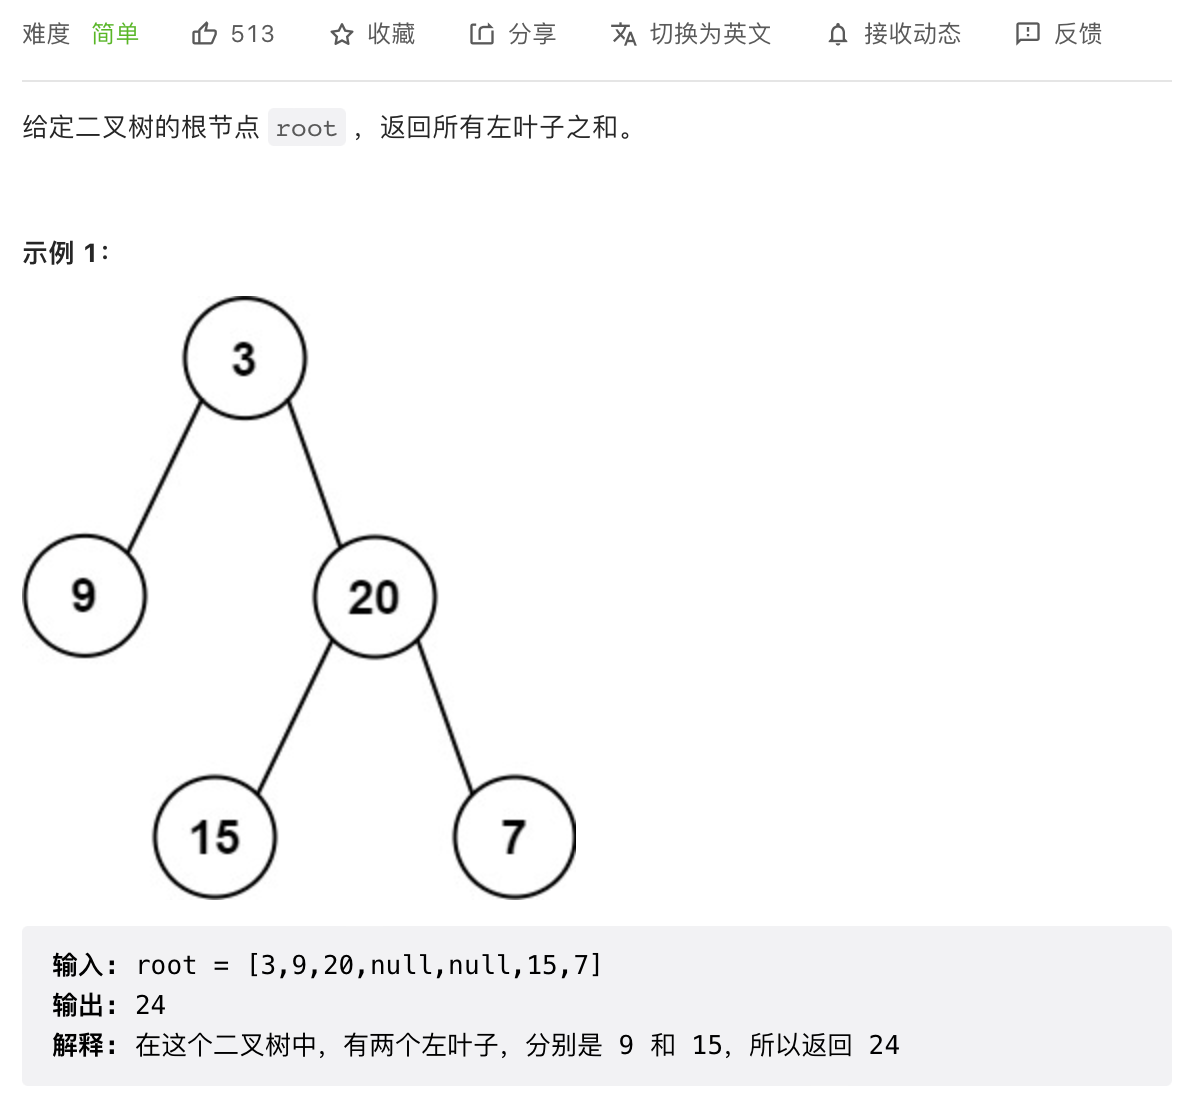 难度 简单 513 收藏 分享 切换为英文 接收动态 反馈
给定二叉树的根节点 root ，返回所有左叶子之和。
示例 1：
3
9
20
15
7
输入: root = [3,9,20,null,null,15,7]
输出: 24
解释: 在这个二叉树中，有两个左叶子，分别是 9 和 15，所以返回 24